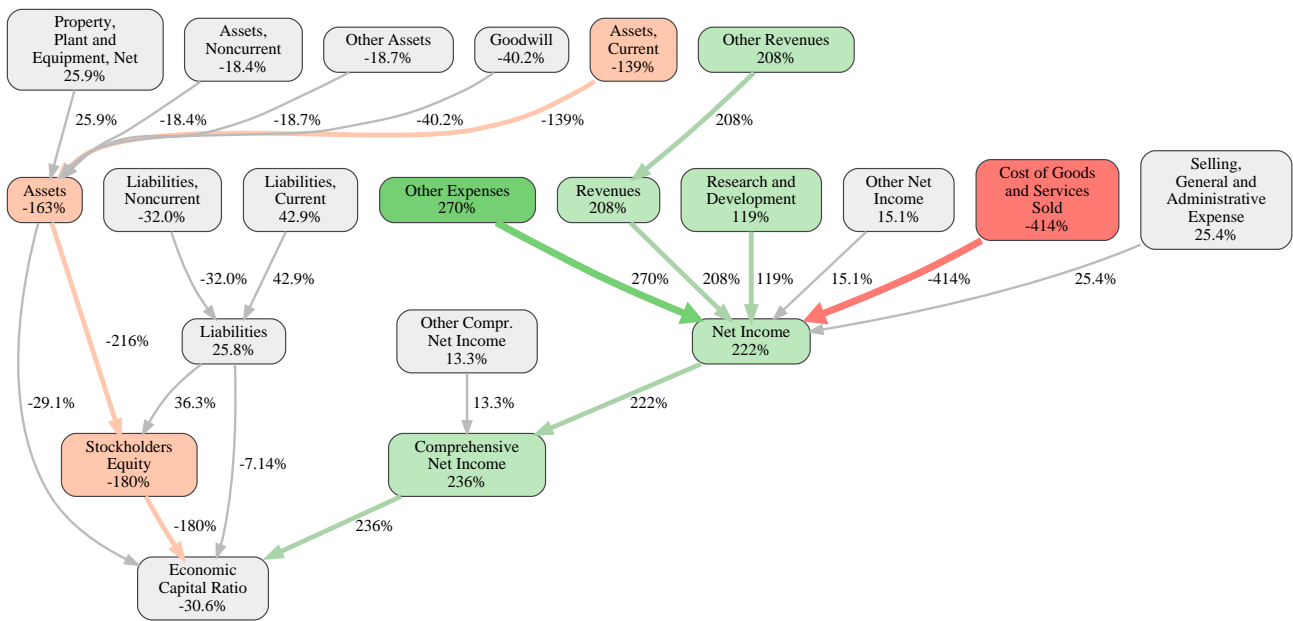 Property,
Plant and
Equipment, Net
25.9%
Assets,
Noncurrent
-18.4%
Other Assets
-18.7%
Goodwill
-40.2%
Assets,
Current
-139%
Other Revenues
208%
25.9%
-18.4%
-18.7%
-40.2%
-139%
208%
Assets
-163%
Liabilities,
Noncurrent
-32.0%
Liabilities,
Current
42.9%
Other Expenses
270%
Revenues
208%
Research and
Development
119%
Other Net
Income
15.1%
Cost of Goods
and Services
Sold
-414%
Selling,
General and
Administrative
Expense
25.4%
-32.0%
42.9%
270%
208%
119%
15.1%
-414%
25.4%
Liabilities
25.8%
Other Compr.
Net Income
13.3%
Net Income
222%
-216%
-29.1%
36.3%
13.3%
222%
Stockholders
Equity
-180%
-7.14%
Comprehensive
Net Income
236%
-180%
236%
Economic
Capital Ratio
-30.6%